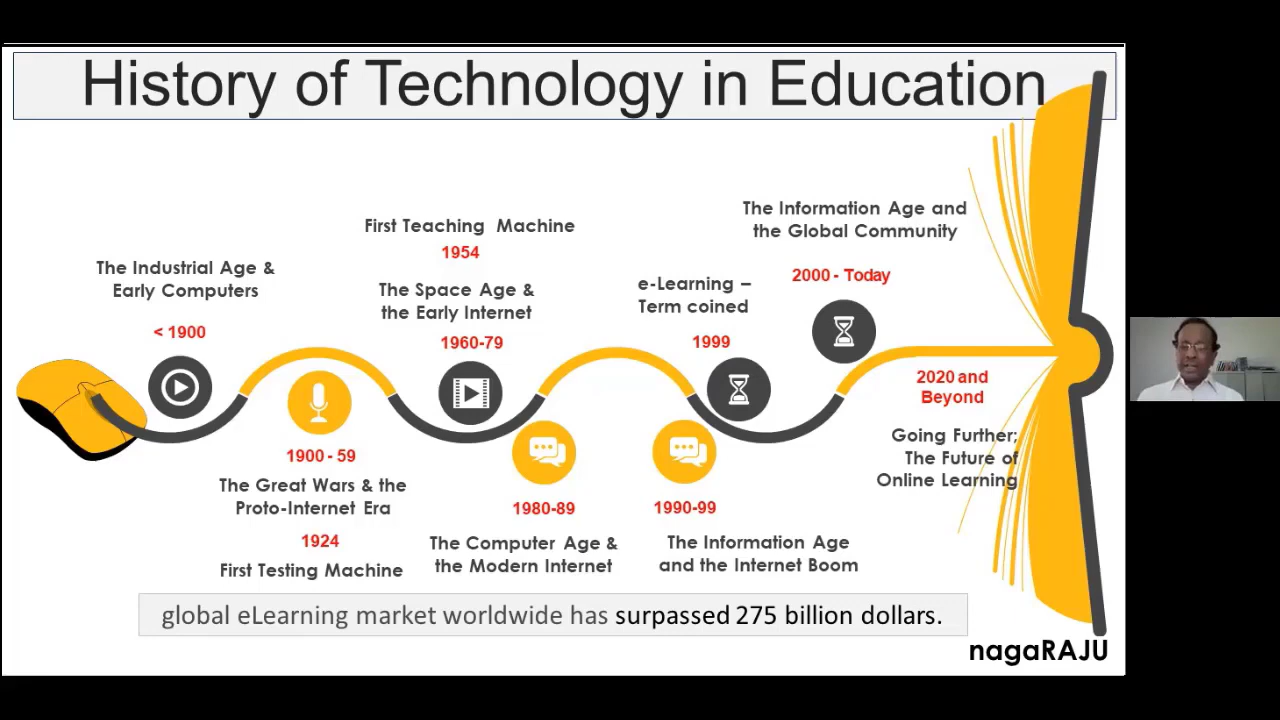 History of Technology in Education
The Industrial Age &
Early Computers
< 1900
1900 - 59
The Great Wars & the
Proto-Internet Era
1924
First Testing Machine
First Teaching Machine
1954
The Space Age &
the Early Internet
1960-79
1980-89
The Computer Age &
the Modern Internet
1990-99
The Information Age
and the Internet Boom
e-Learning –
Term coined
1999
The Information Age and
the Global Community
2000 - Today
2020 and
Beyond
Going Further;
The Future of
Online Learning
global eLearning market worldwide has surpassed 275 billion dollars.
nagaRAJU